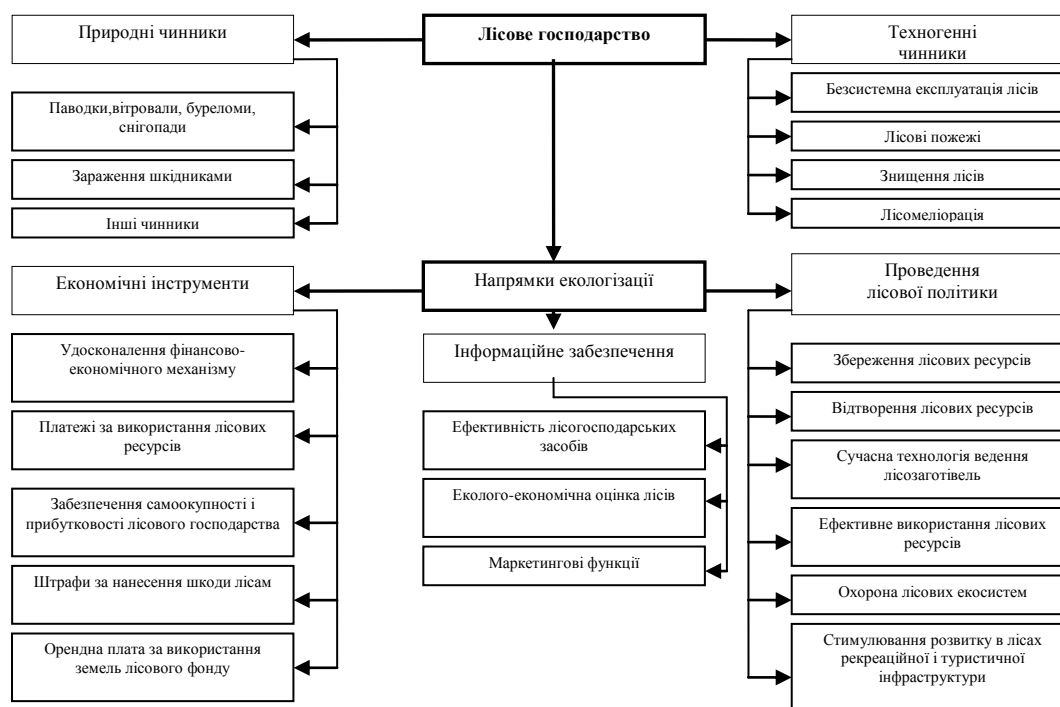 Природні чинники
Лісове господарство
Техногенні
чинники
Паводки,вітровали, буреломи,
снігопади
Зараження шкідниками
Інші чинники
Безсистемна експлуатація лісів
Лісові пожежі
Знищення лісів
Лісомеліорація
Економічні інструменти
Напрямки екологізації
Проведення
лісової політики
Удосконалення фінансово-
економічного механізму
Платежі за використання лісових
ресурсів
Забезпечення самоокупності і
прибутковості лісового господарства
Штрафи за нанесення шкоди лісам
Орендна плата за використання
земель лісового фонду
Інформаційне забезпечення
Ефективність лісогосподарських
засобів
Еколого-економічна оцінка лісів
Маркетингові функції
Збереження лісових ресурсів
Відтворення лісових ресурсів
Сучасна технологія ведення
лісозаготівель
Ефективне використання лісових
ресурсів
Охорона лісових екосистем
Стимулювання розвитку в лісах
рекреаційної і туристичної
інфраструктури